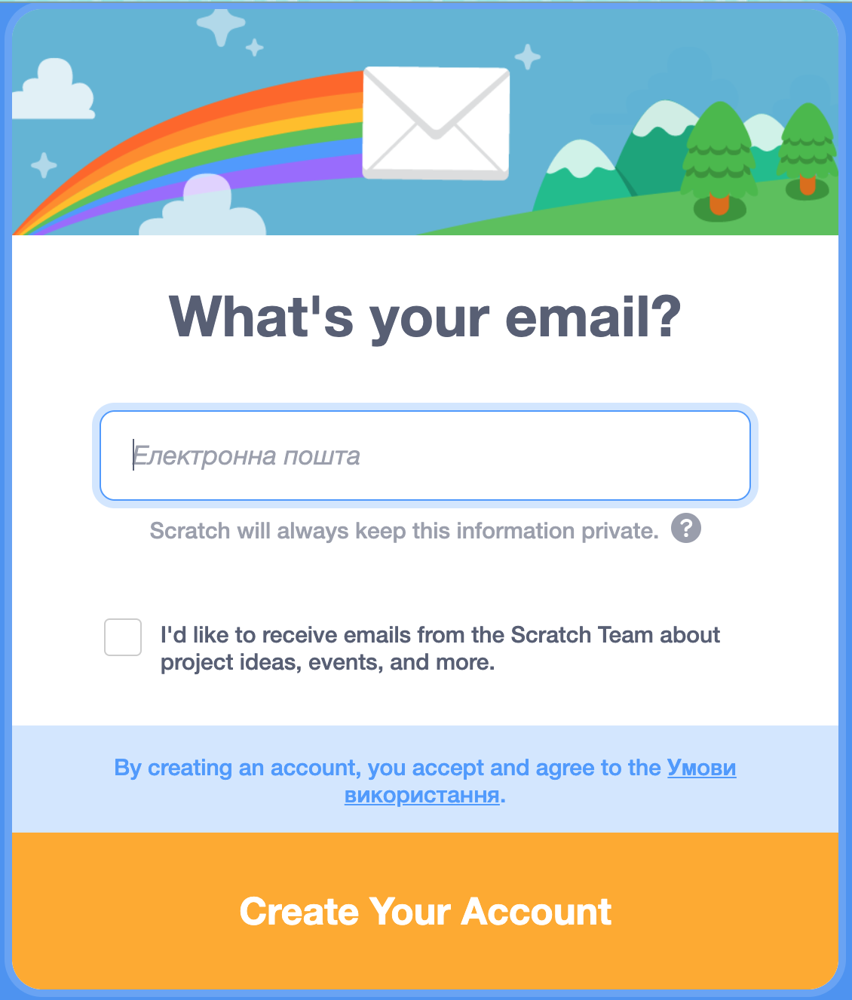 What's your email?
Електронна пошта
Scratch will always keep this information private. ?
I'd like to receive emails from the Scratch Team about
project ideas, events, and more.
By creating an account, you accept and agree to the Умови
використання.
Create Your Account